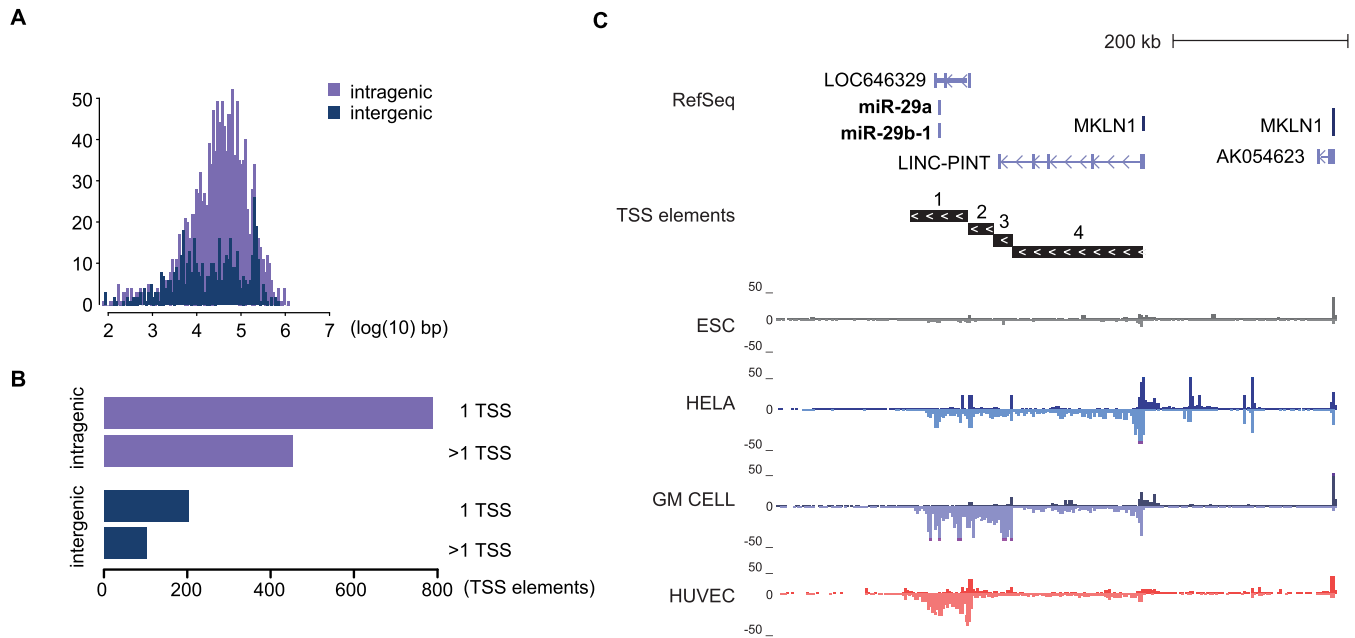 A
50
40
30
20
10
0
2 3 4 5 6 7 (log(10) bp)
intragenic
intergenic
B
intragenic
1 TSS
>1 TSS
intergenic
1 TSS
>1 TSS
0 200 400 600 800 (TSS elements)
C
200 kb
RefSeq
LOC646329
miR-29a
miR-29b-1
MKLN1
MKLN1
LINC-PINT
AK054623
TSS elements
1
2
3
4
ESC
50
0
-50
HELA
50
0
-50
GM CELL
50
0
-50
HUVEC
50
0
-50